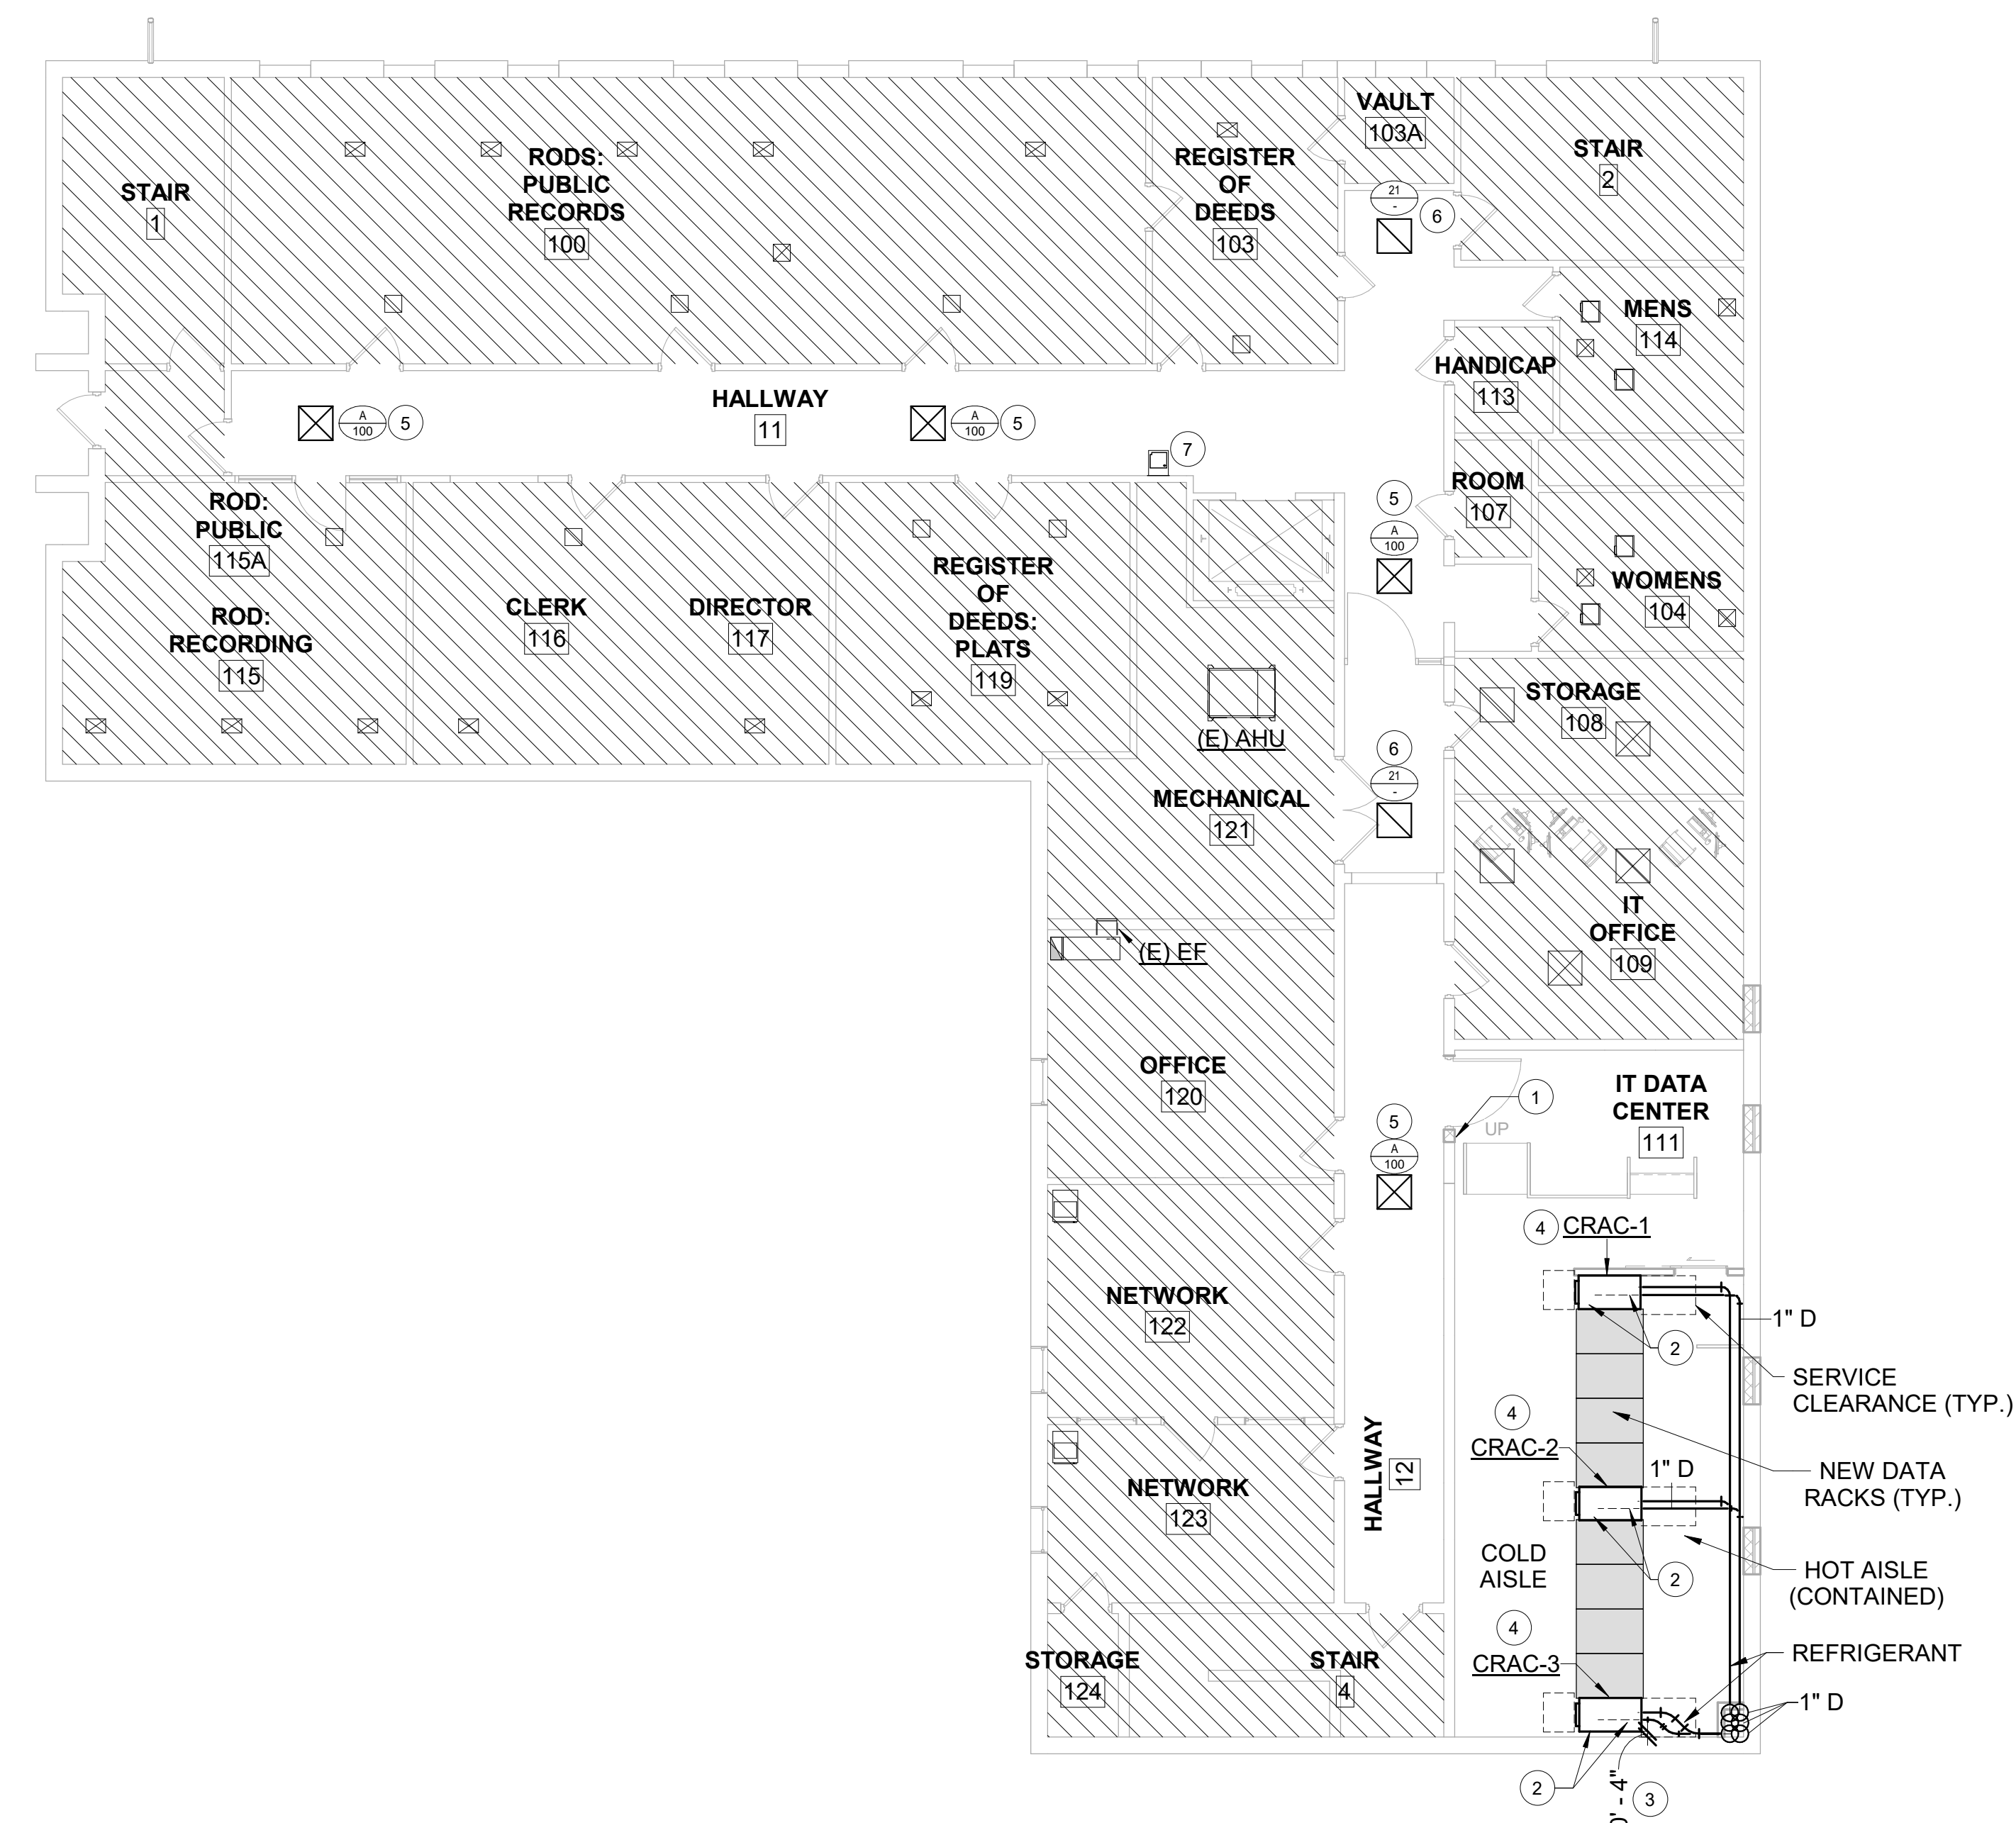 VAULT
103A
STAIR
2
RODS:
PUBLIC
RECORDS
100
REGISTER
OF
DEEDS
103
STAIR
1
21
-
6
MENS
114
HANDICAP
113
HALLWAY
11
A
100
5
A
100
5
7
ROOM
107
5
A
100
ROD:
PUBLIC
115A
ROD:
RECORDING
115
CLERK
116
DIRECTOR
117
REGISTER
OF
DEEDS:
PLATS
119
WOMENS
104
STORAGE
108
(E) AHU
6
21
-
MECHANICAL
121
IT
OFFICE
109
(E) EF
OFFICE
120
IT DATA
CENTER
111
1
UP
5
A
100
4 CRAC-1
NETWORK
122
1" D
2
SERVICE
CLEARANCE (TYP.)
4
CRAC-2
1" D
NEW DATA
RACKS (TYP.)
HALLWAY
12
NETWORK
123
COLD
AISLE
2
HOT AISLE
(CONTAINED)
4
CRAC-3
REFRIGERANT
STORAGE
124
STAIR
4
1" D
2
3
' - 4"